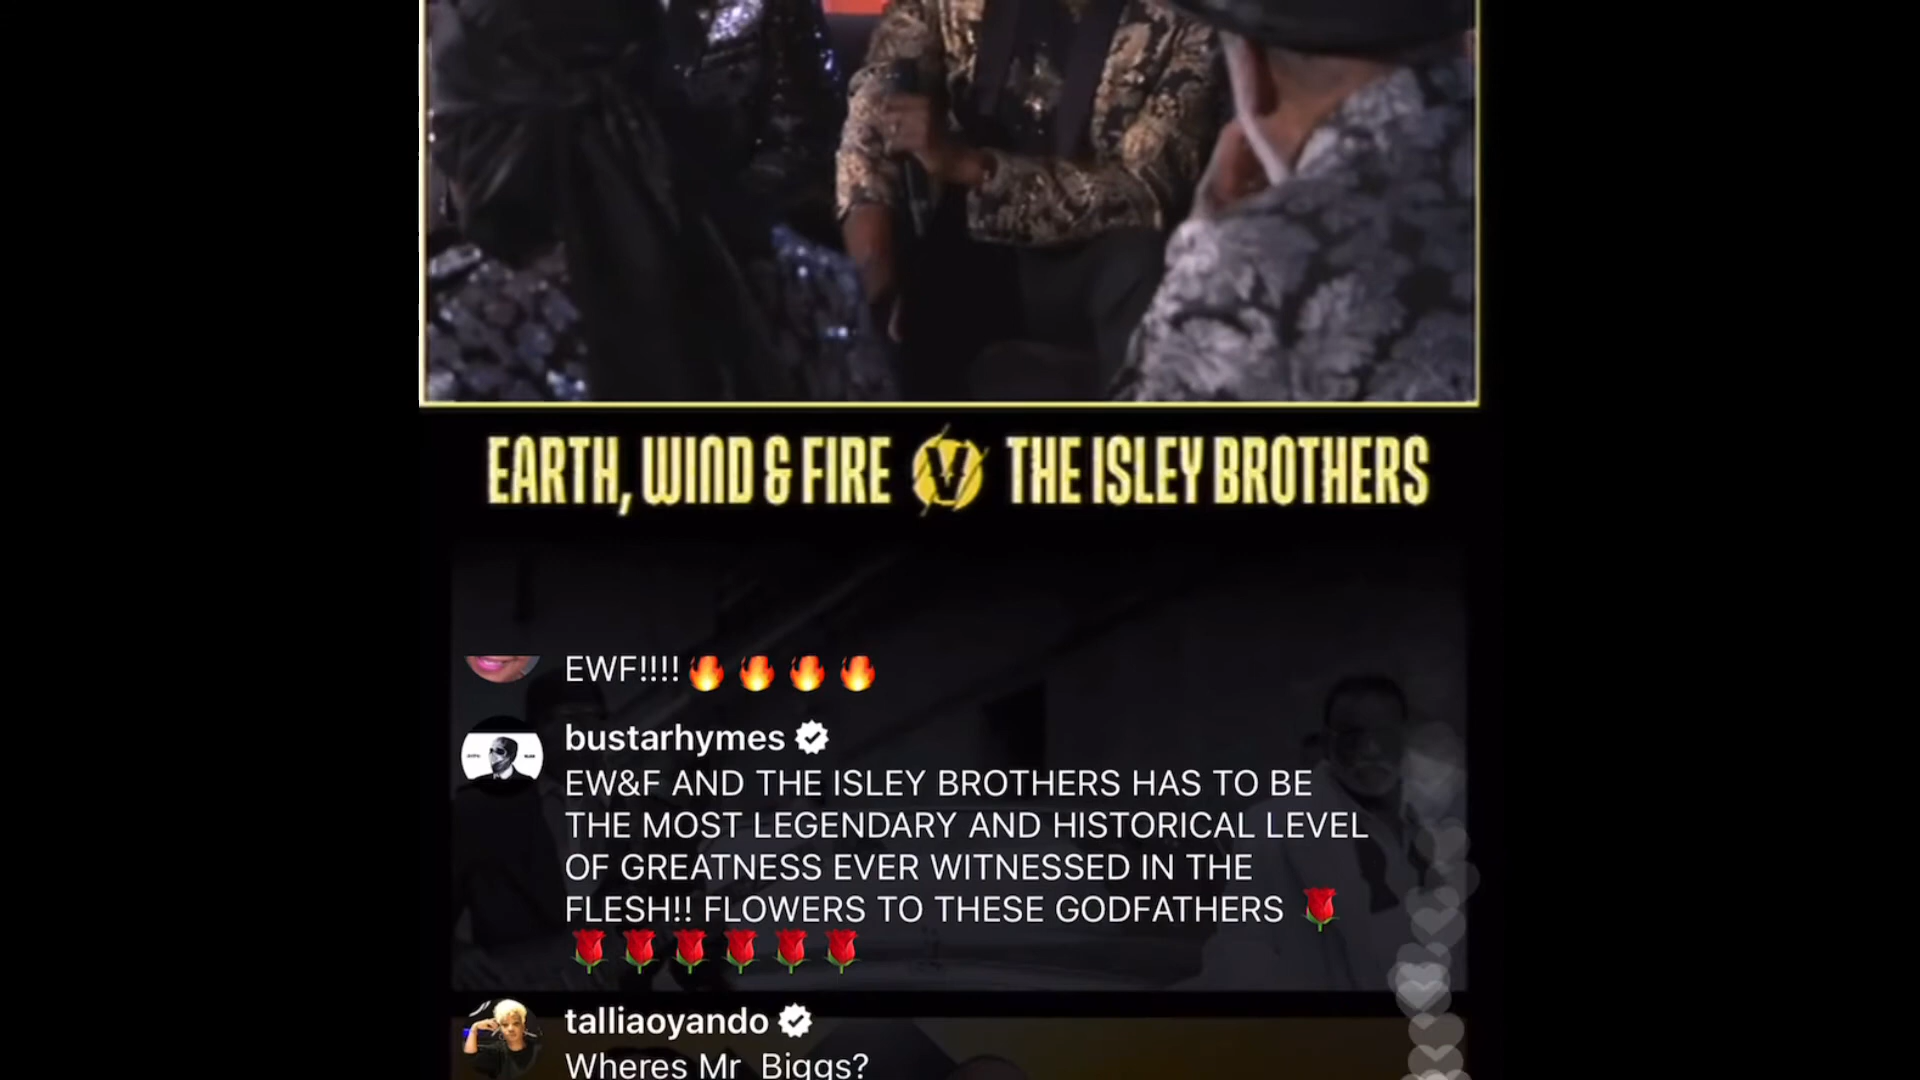 EARTH, WIND & FIRE V THE ISLEY BROTHERS
EWF!!!!🔥🔥🔥🔥
bustarhymes
EW&F AND THE ISLEY BROTHERS HAS TO BE
THE MOST LEGENDARY AND HISTORICAL LEVEL
OF GREATNESS EVER WITNESSED IN THE
FLESH!! FLOWERS TO THESE GODFATHERS 🌹
🌹🌹🌹🌹🌹🌹
talliaoyando
Wheres Mr Biggs?